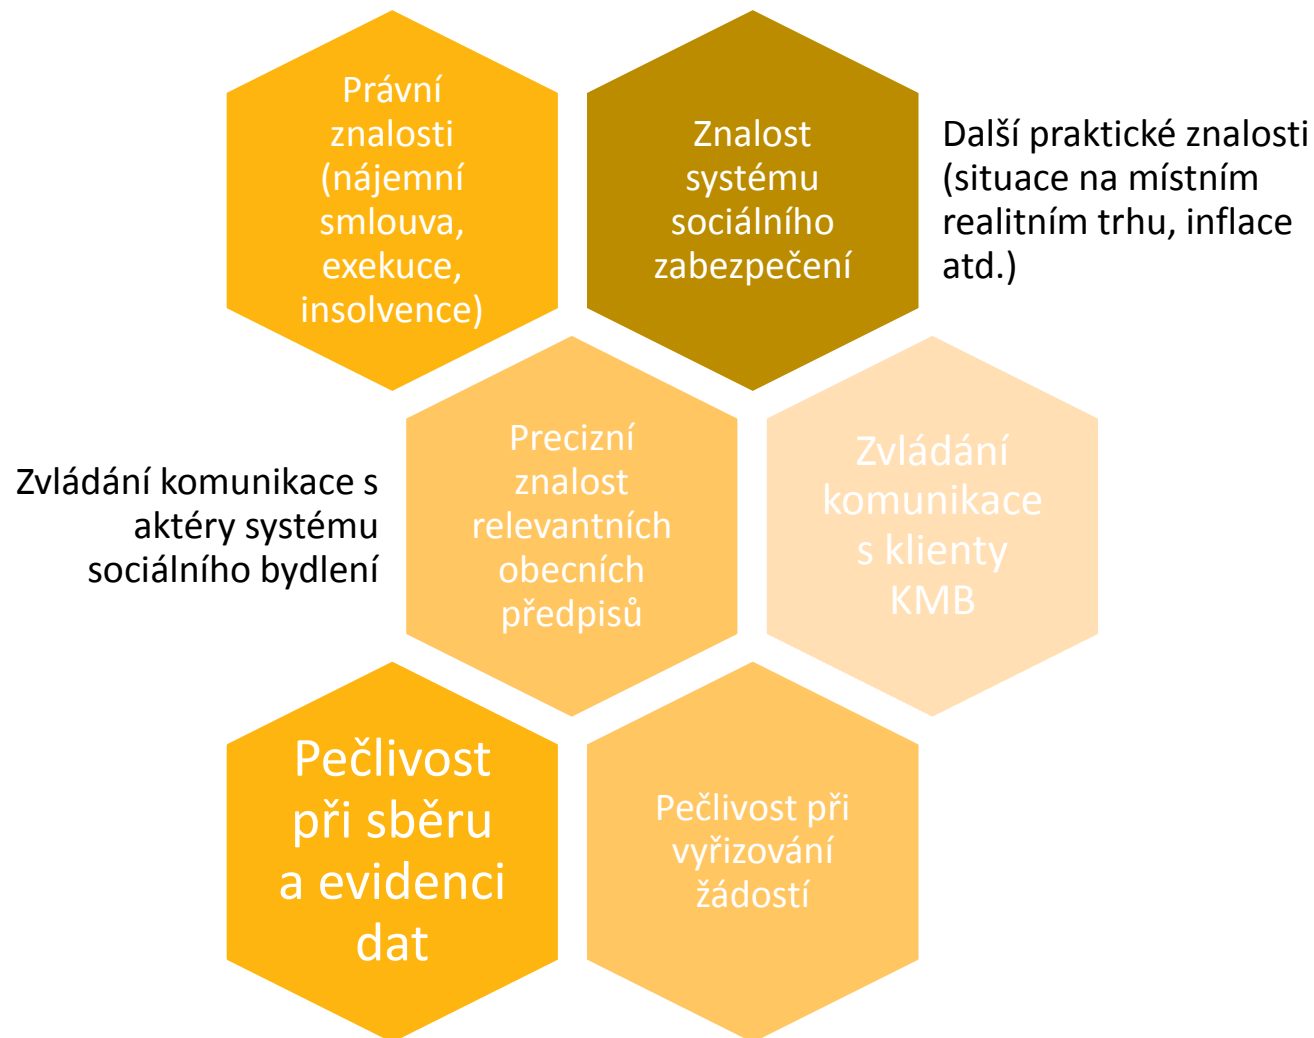 Právní
znalosti
(nájemní
smlouva,
exekuce,
insolvence)
Znalost
systému
sociálního
zabezpečení
Další praktické znalosti
(situace na místním
realitním trhu, inflace
atd.)
Zvládání komunikace s
aktéry systému
sociálního bydlení
Precizní
znalost
relevantních
obecních
předpisů
Zvládání
komunikace
s klienty
KMB
Pečlivost
při sběru
a evidenci
dat
Pečlivost při
vyřizování
žádostí